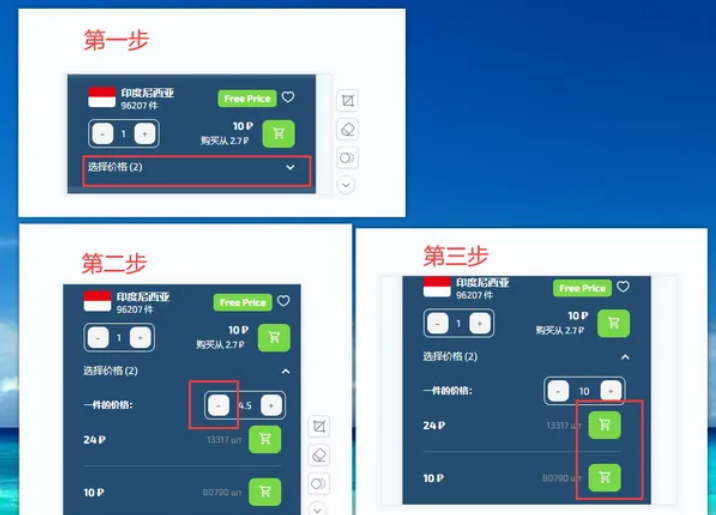 第一步
印度尼西亚
96207 件
Free Price
- 1 +
10 ₽
购买从 2.7 ₽
选择价格 (2)
第二步
印度尼西亚
96207 件
Free Price
- 1 +
10 ₽
购买从 2.7 ₽
选择价格 (2)
一件的价格:
- 4.5 +
24 ₽
13317 шт
10 ₽
80790 шт
第三步
印度尼西亚
96207 件
Free Price
- 1 +
10 ₽
购买从 2.7 ₽
选择价格 (2)
一件的价格:
- 10 +
24 ₽
13317 шт
10 ₽
80790 шт